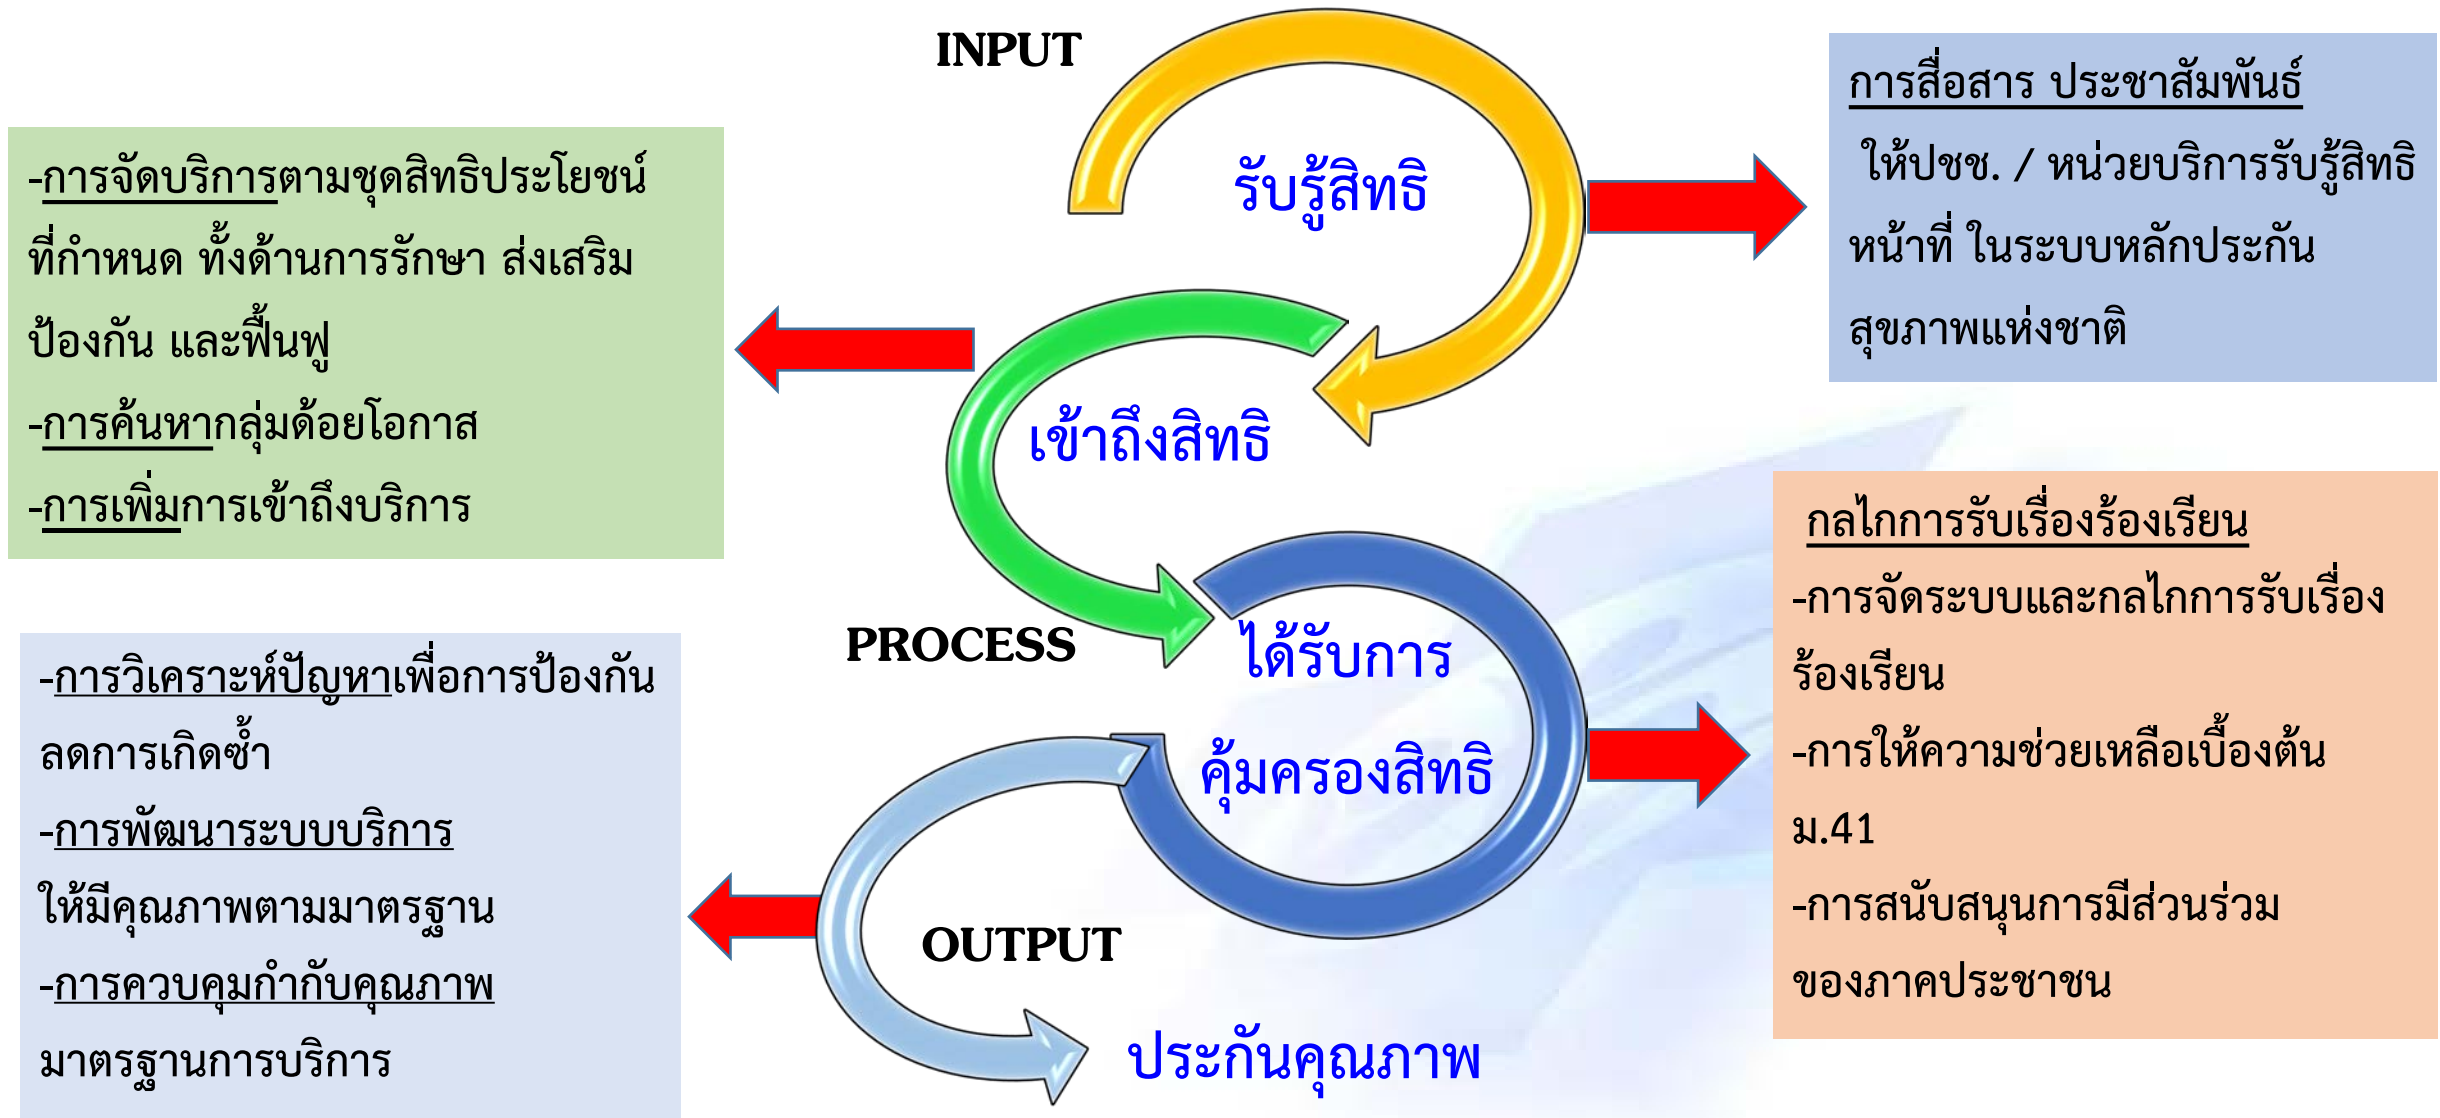 INPUT
รับรู้สิทธิ
การสื่อสาร ประชาสัมพันธ์
ให้ปชช. / หน่วยบริการรับรู้สิทธิ
หน้าที่ ในระบบหลักประกัน
สุขภาพแห่งชาติ
-การจัดบริการตามชุดสิทธิประโยชน์
ที่กำหนด ทั้งด้านการรักษา ส่งเสริม
ป้องกัน และฟื้นฟู
-การค้นหากลุ่มด้อยโอกาส
-การเพิ่มการเข้าถึงบริการ
เข้าถึงสิทธิ
PROCESS
ได้รับการ
คุ้มครองสิทธิ
กลไกการรับเรื่องร้องเรียน
-การจัดระบบและกลไกการรับเรื่อง
ร้องเรียน
-การให้ความช่วยเหลือเบื้องต้น
ม.41
-การสนับสนุนการมีส่วนร่วม
ของภาคประชาชน
-การวิเคราะห์ปัญหาเพื่อการป้องกัน
ลดการเกิดซ้ำ
-การพัฒนาระบบบริการ
ให้มีคุณภาพตามมาตรฐาน
-การควบคุมกำกับคุณภาพ
มาตรฐานการบริการ
OUTPUT
ประกันคุณภาพ